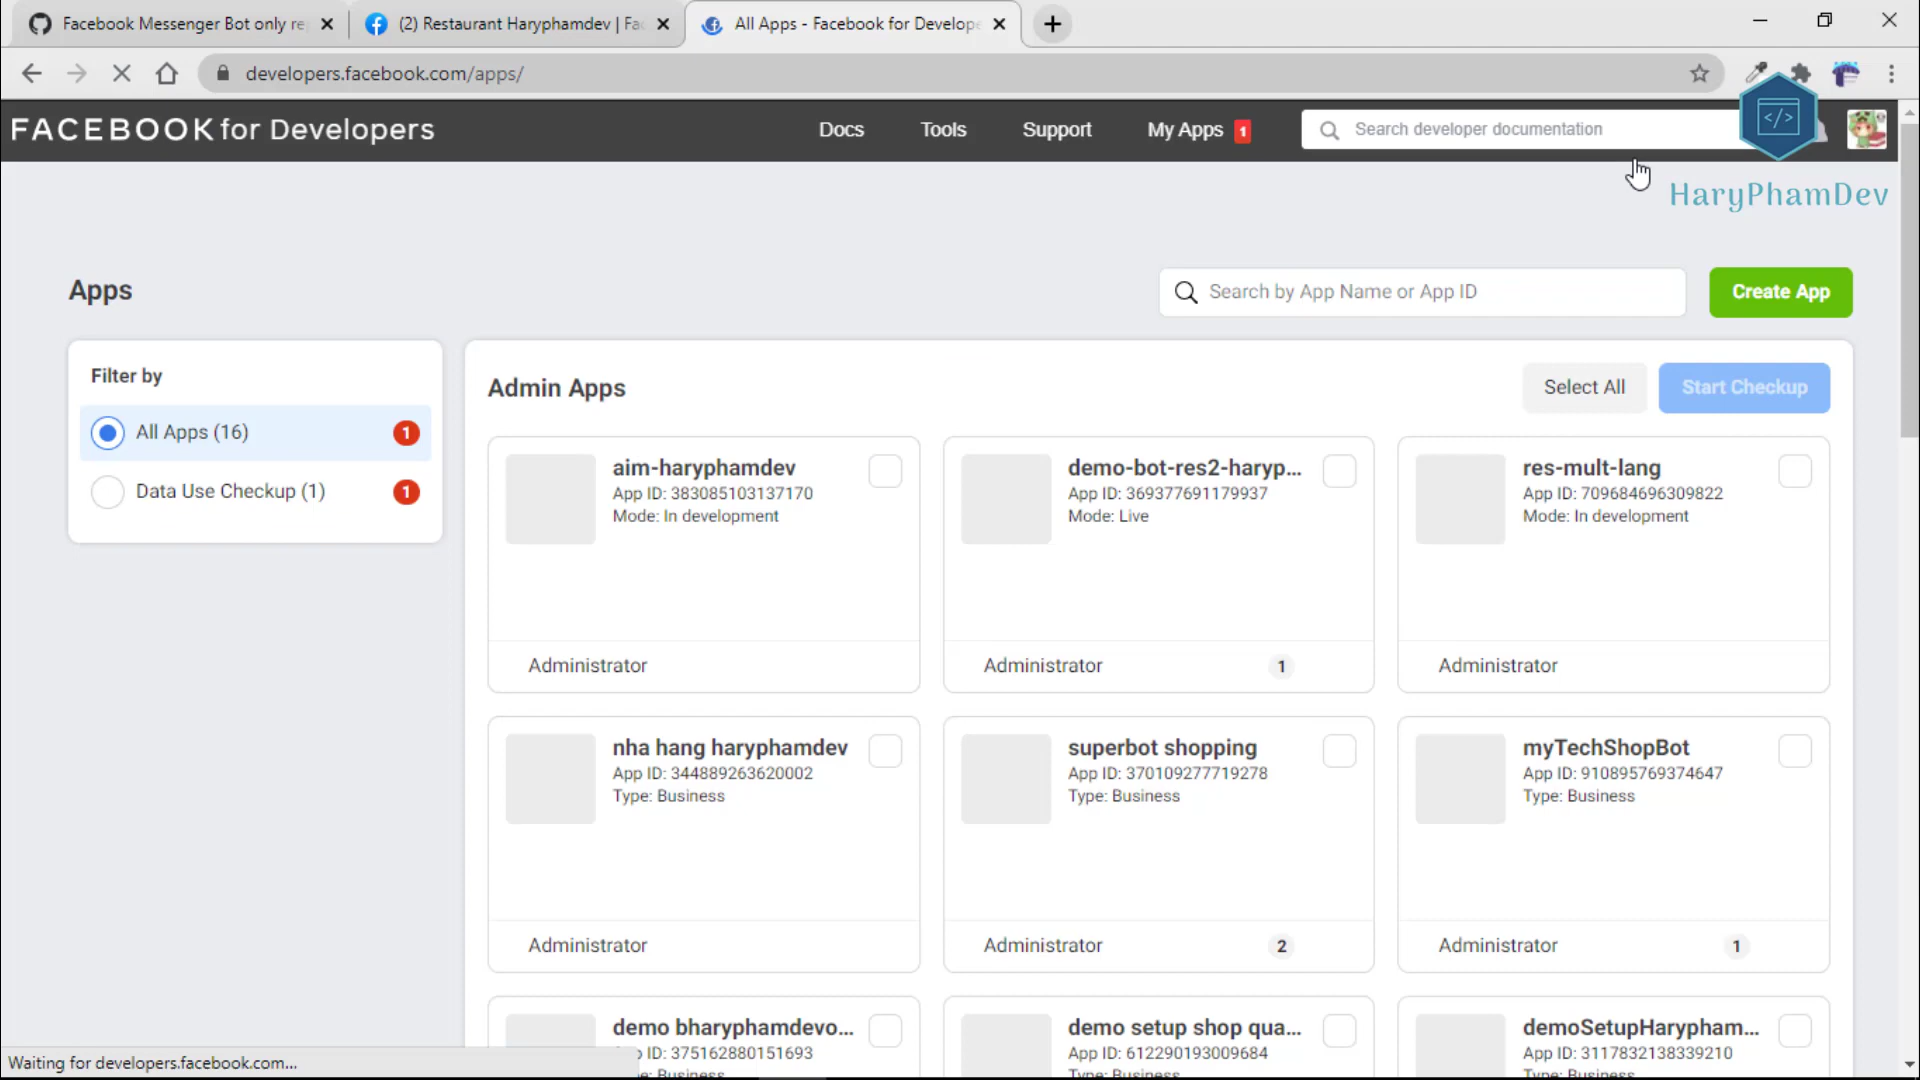 Facebook Messenger Bot only re
(2) Restaurant Haryphamdev | Fa
All Apps - Facebook for Develope
developers.facebook.com/apps/
FACEBOOK for Developers
Docs
Tools
Support
My Apps 1
Search developer documentation
</>
HaryPhamDev
Apps
Search by App Name or App ID
Create App
Filter by
All Apps (16) 1
Data Use Checkup (1) 1
Admin Apps
Select All
Start Checkup
aim-haryphamdev
App ID: 383085103137170
Mode: In development
Administrator
demo-bot-res2-haryp...
App ID: 369377691179937
Mode: Live
Administrator 1
res-mult-lang
App ID: 709684696309822
Mode: In development
Administrator
nha hang haryphamdev
App ID: 344889263620002
Type: Business
Administrator
superbot shopping
App ID: 370109277719278
Type: Business
Administrator 2
myTechShopBot
App ID: 910895769374647
Type: Business
Administrator 1
demo bharyphamdevo...
ID: 375162880151693
Business
demo setup shop qua...
App ID: 612290193009684
Type: Business
demoSetupHarypham...
App ID: 3117832138339210
Type: Business
Waiting for developers.facebook.com...